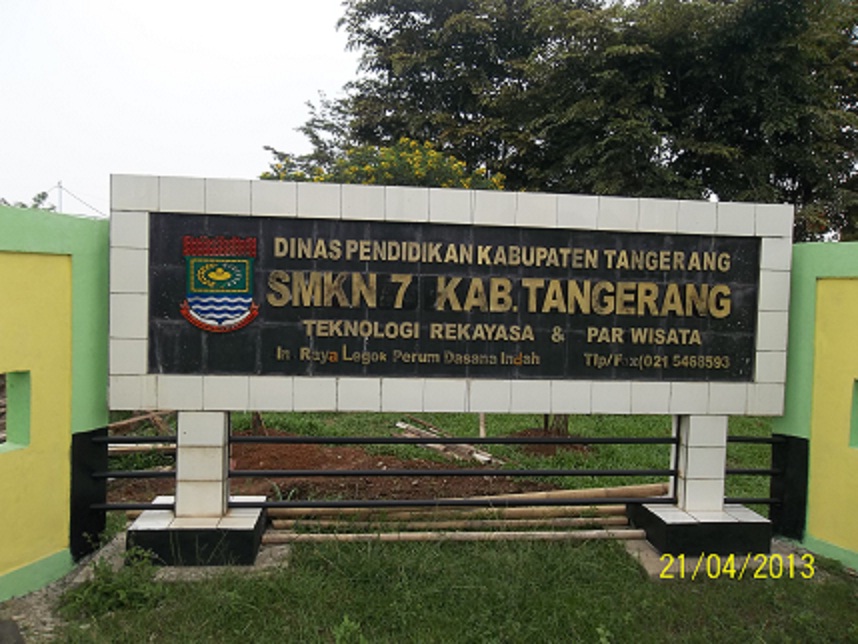 DINAS PENDIDIKAN KABUPATEN TANGERANG
SMKN 7 KAB. TANGERANG
TEKNOLOGI REKAYASA & PAR WISATA
ln Raya Legok Perum Dasana Indah Tlp/Fax(021 5468593
21/04/2013